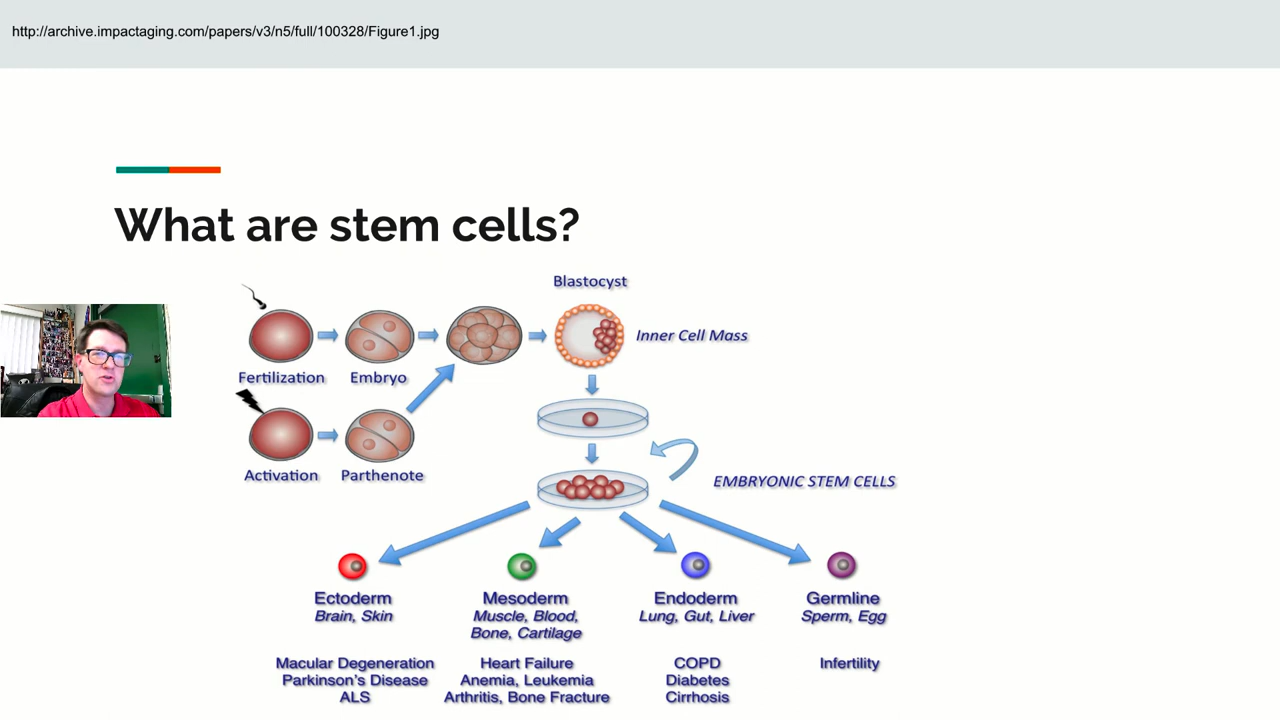 http://archive.impactaging.com/papers/v3/n5/full/100328/Figure1.jpg
What are stem cells?
Blastocyst
Inner Cell Mass
Fertilization
Embryo
Activation
Parthenote
EMBRYONIC STEM CELLS
Ectoderm
Brain, Skin
Macular Degeneration
Parkinson's Disease
ALS
Mesoderm
Muscle, Blood,
Bone, Cartilage
Heart Failure
Anemia, Leukemia
Arthritis, Bone Fracture
Endoderm
Lung, Gut, Liver
COPD
Diabetes
Cirrhosis
Germline
Sperm, Egg
Infertility